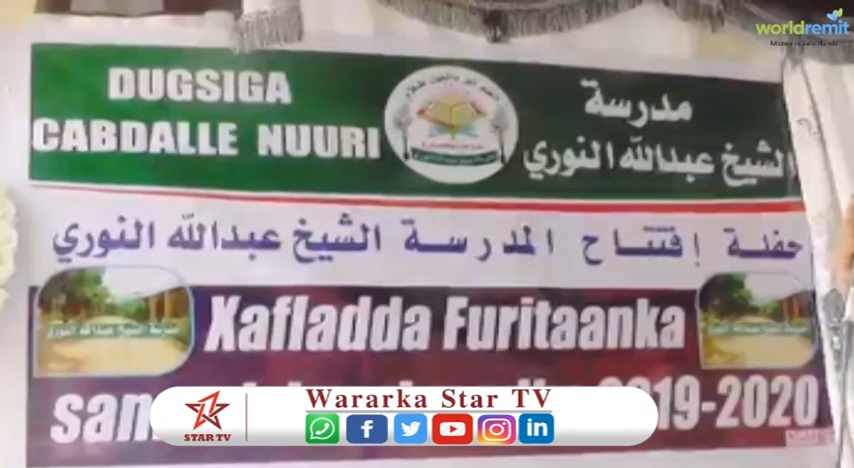 worldremit
DUGSIGA
CABDALLE NUURI
مدرسة
الشيخ عبدالله النوري
حفلة إفتتاح المدرسة الشيخ عبدالله النوري
Xafladda Furitaanka
2019-2020
Wararka Star TV
STAR TV